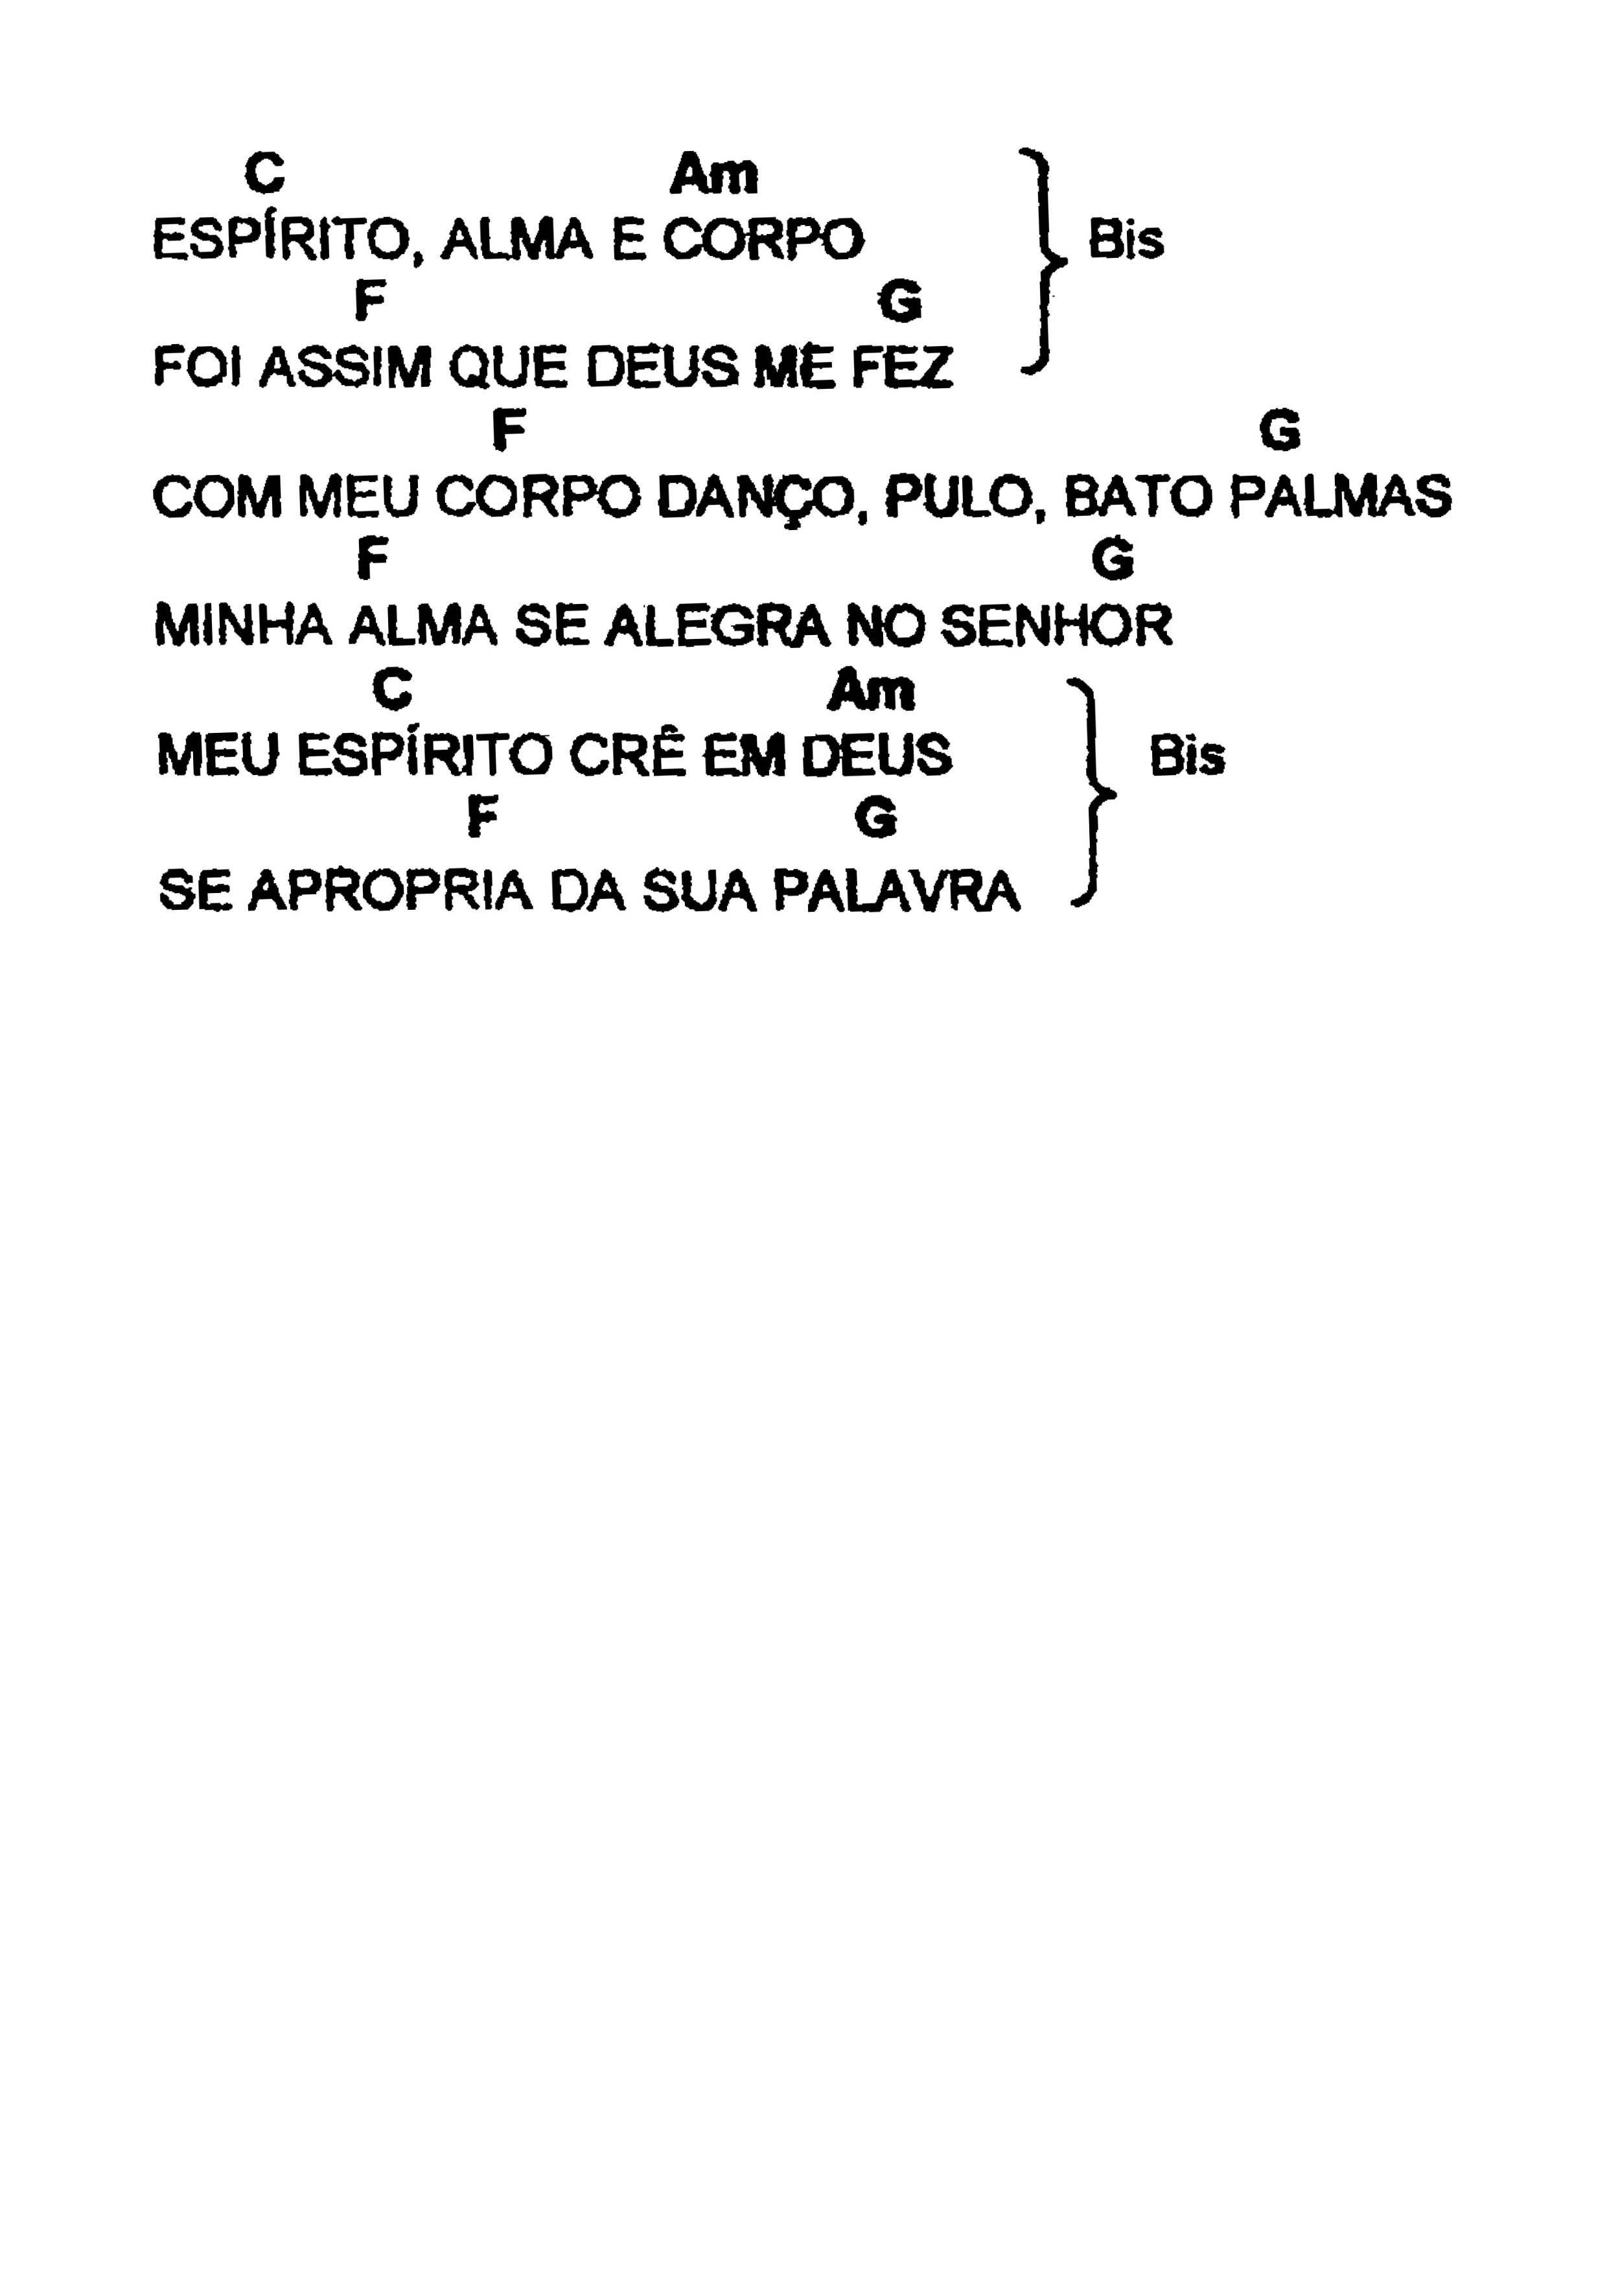 C Am
ESPÍRITO, ALMA E CORPO Bis
F G
FOI ASSIM QUE DEUS ME FEZ
F G
COM MEU CORPO DANÇO, PULO, BATO PALMAS
F G
MINHA ALMA SE ALEGRA NO SENHOR
C Am
MEU ESPÍRITO CRÊ EM DEUS Bis
F G
SE APROPRIA DA SUA PALAVRA